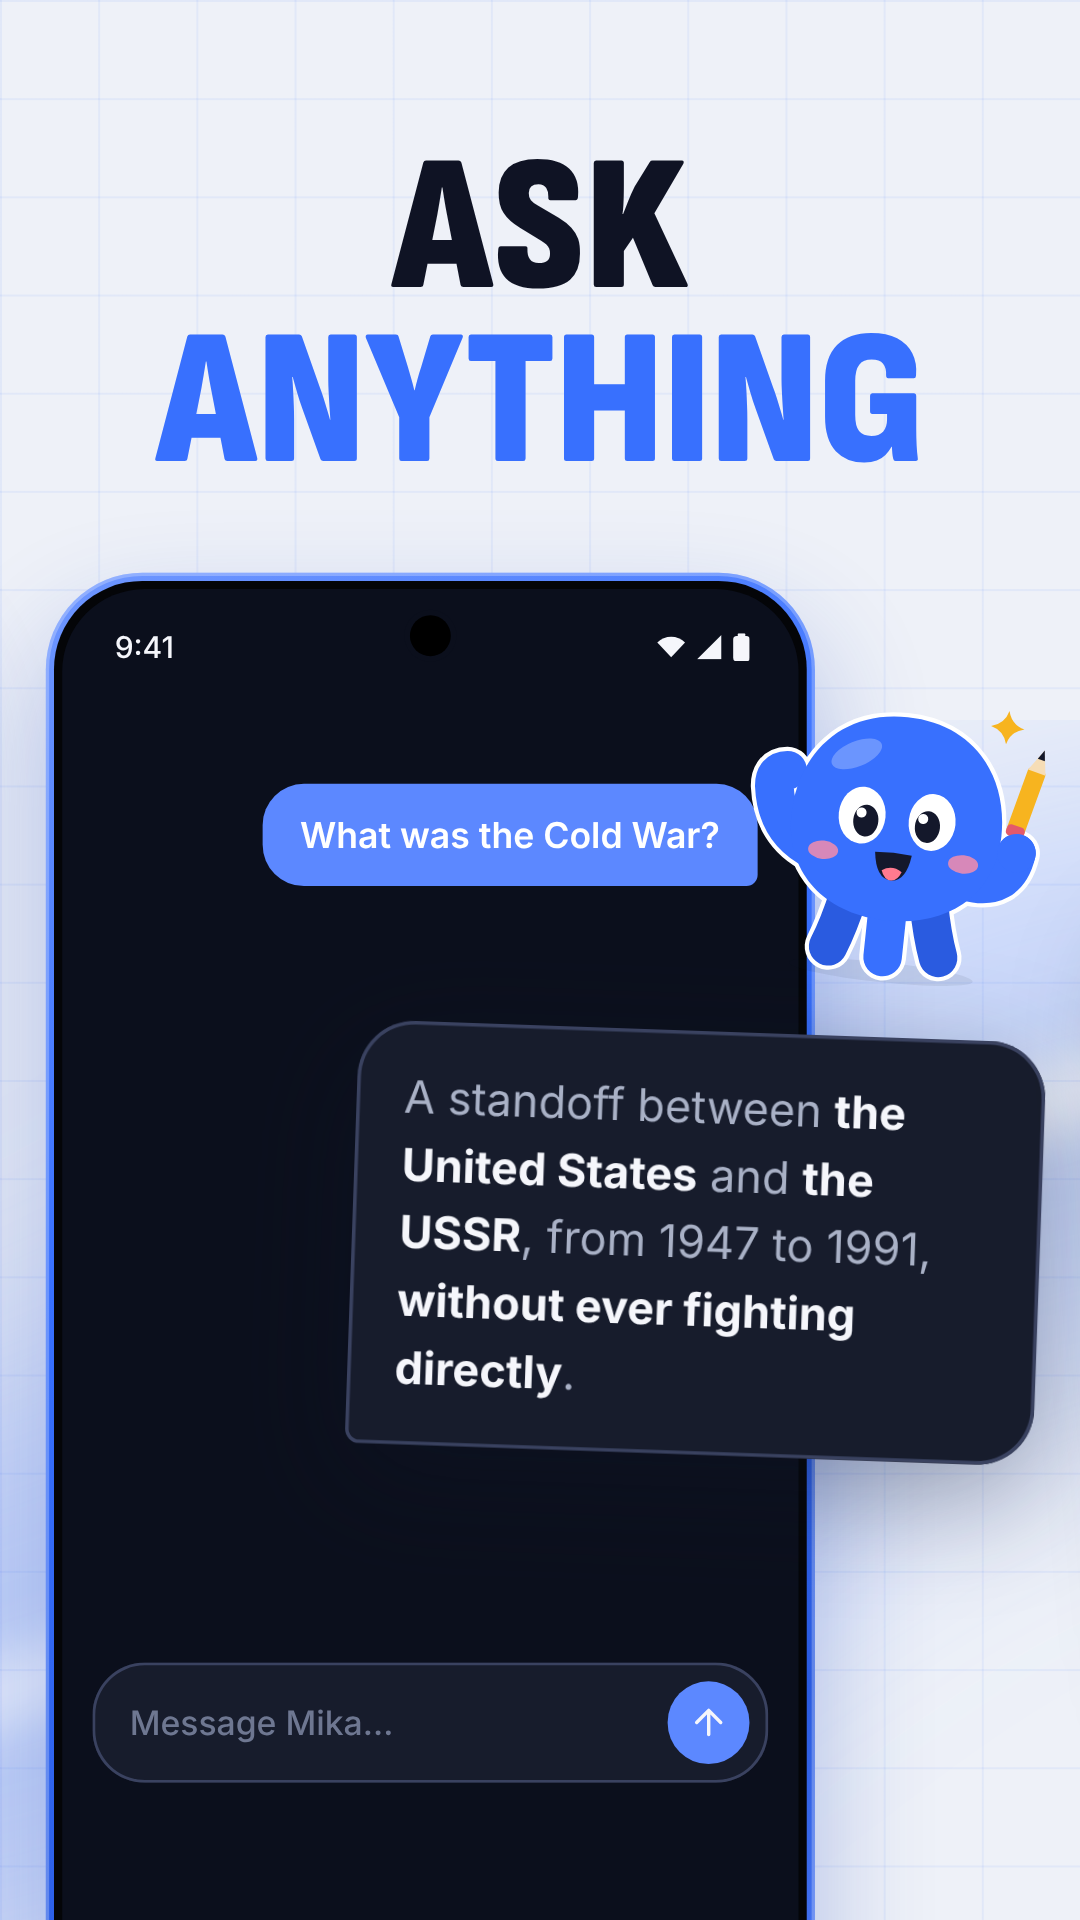 ASK
ANYTHING
9:41
What was the Cold War?
A standoff between the
United States and the
USSR, from 1947 to 1991,
without ever fighting
directly.
Message Mika...